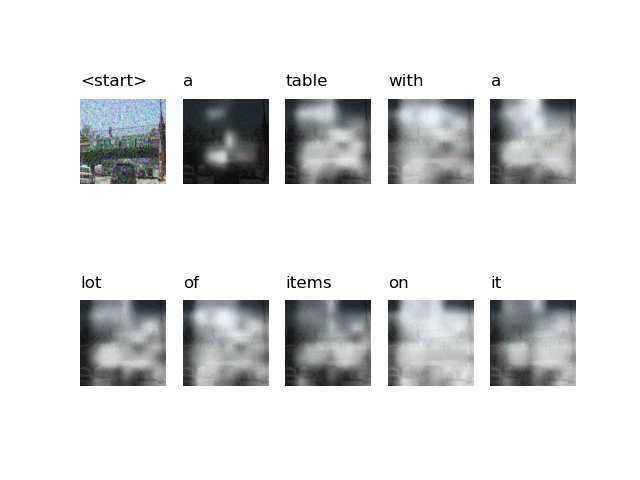 <start> a table with a
lot of items on it